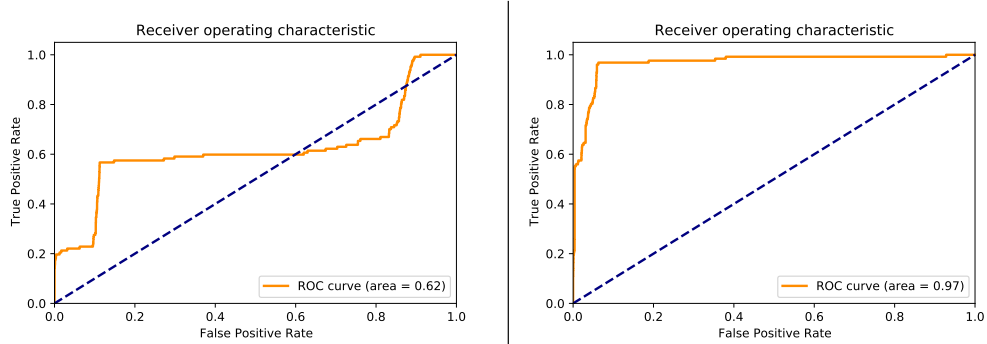 Receiver operating characteristic
1.0
0.8
0.6
0.4
0.2
0.0
True Positive Rate
ROC curve (area = 0.62)
0.0 0.2 0.4 0.6 0.8 1.0
False Positive Rate
Receiver operating characteristic
1.0
0.8
0.6
0.4
0.2
0.0
True Positive Rate
ROC curve (area = 0.97)
0.0 0.2 0.4 0.6 0.8 1.0
False Positive Rate